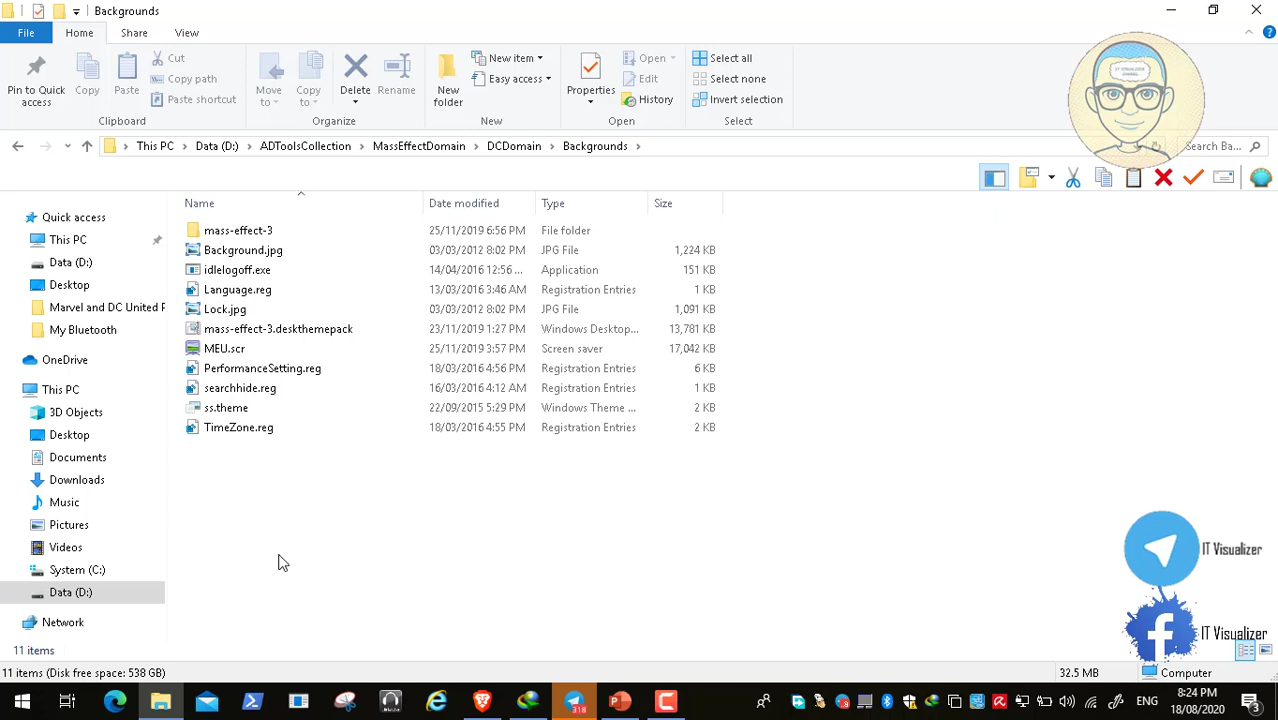 Backgrounds
File Home Share View
Pin to Quick access
Copy
Paste
Cut
Copy path
Paste shortcut
Clipboard
Move to
Copy to
Delete
Rename
Organize
New folder
New item
Easy access
New
Properties
Open
Edit
History
Open
Select all
Select none
Invert selection
Select
IT VISUALIZER
CHANNEL
This PC > Data (D:) > ADToolsCollection > MassEffectDomain > DCDomain > Backgrounds >
Search Ba...
Name Date modified Type Size
mass-effect-3 25/11/2019 6:56 PM File folder
Background.jpg 03/03/2012 8:02 PM JPG File 1,224 KB
idlelogoff.exe 14/04/2016 12:56 ... Application 151 KB
Language.reg 13/03/2016 3:46 AM Registration Entries 1 KB
Lock.jpg 03/03/2012 8:02 PM JPG File 1,091 KB
mass-effect-3.deskthemepack 23/11/2019 1:27 PM Windows Desktop... 13,781 KB
MEU.scr 25/11/2019 3:57 PM Screen saver 17,042 KB
PerformanceSetting.reg 18/03/2016 4:56 PM Registration Entries 6 KB
searchhide.reg 16/03/2016 4:12 AM Registration Entries 1 KB
ss.theme 22/09/2015 5:29 PM Windows Theme ... 2 KB
TimeZone.reg 18/03/2016 4:55 PM Registration Entries 2 KB
Quick access
This PC
Data (D:)
Desktop
Marvel and DC United P
My Bluetooth
OneDrive
This PC
3D Objects
Desktop
Documents
Downloads
Music
Pictures
Videos
System (C:)
Data (D:)
Network
IT Visualizer
IT Visualizer
11 items
11 items (Disk free space: 538 GB)
32.5 MB
Computer
318
ENG
8:24 PM
18/08/2020
3